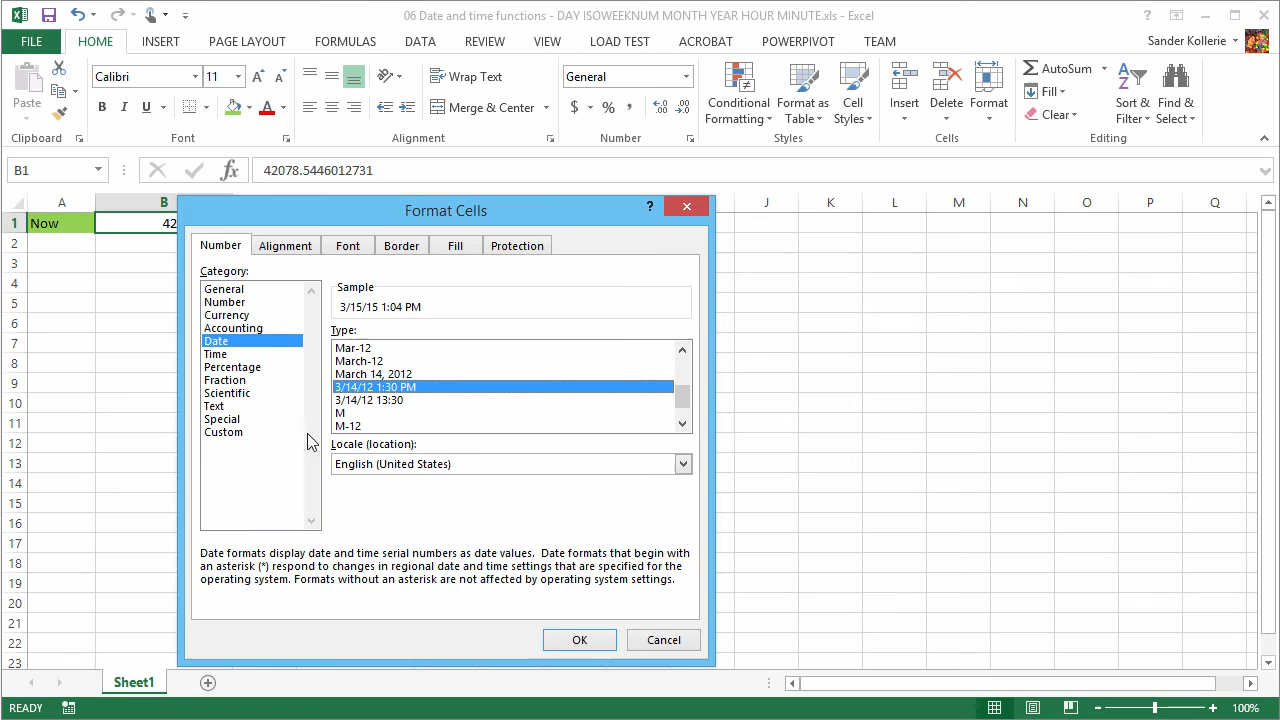 06 Date and time functions - DAY ISOWEEKNUM MONTH YEAR HOUR MINUTE.xls - Excel
FILE HOME INSERT PAGE LAYOUT FORMULAS DATA REVIEW VIEW LOAD TEST ACROBAT POWERPIVOT TEAM Sander Kollerie
Paste
Clipboard
Calibri 11
B I U A
Font
Wrap Text
Merge & Center
Alignment
General
$ % ,
Number
Conditional Formatting
Format as Table
Cell Styles
Styles
Insert
Delete
Format
Cells
AutoSum
Fill
Clear
Sort & Filter
Find & Select
Editing
B1 fx 42078.5446012731
A B J K L M N O P Q
1 Now 42
2
3
4
5
6
7
8
9
10
11
12
13
14
15
16
17
18
19
20
21
22
23
Format Cells
?
Number Alignment Font Border Fill Protection
Category:
General
Number
Currency
Accounting
Date
Time
Percentage
Fraction
Scientific
Text
Special
Custom
Sample
3/15/15 1:04 PM
Type:
Mar-12
March-12
March 14, 2012
3/14/12 1:30 PM
3/14/12 13:30
M
M-12
Locale (location):
English (United States)
Date formats display date and time serial numbers as date values.  Date formats that begin with
an asterisk (*) respond to changes in regional date and time settings that are specified for the
operating system. Formats without an asterisk are not affected by operating system settings.
OK Cancel
Sheet1
READY 100%